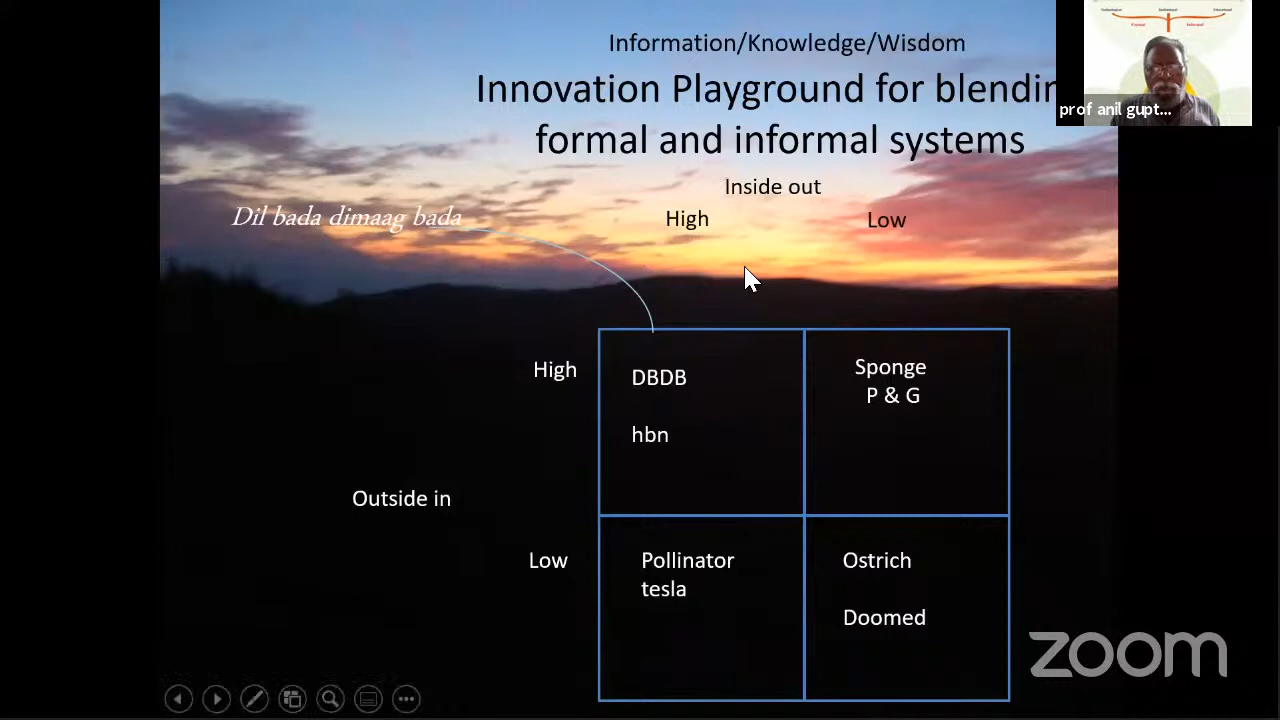 Information/Knowledge/Wisdom
Innovation Playground for blendin
formal and informal systems
prof anil gupt...
Inside out
High
Low
Dil bada dimaag bada
High
DBDB
hbn
Sponge
P & G
Outside in
Low
Pollinator
tesla
Ostrich
Doomed
zoom